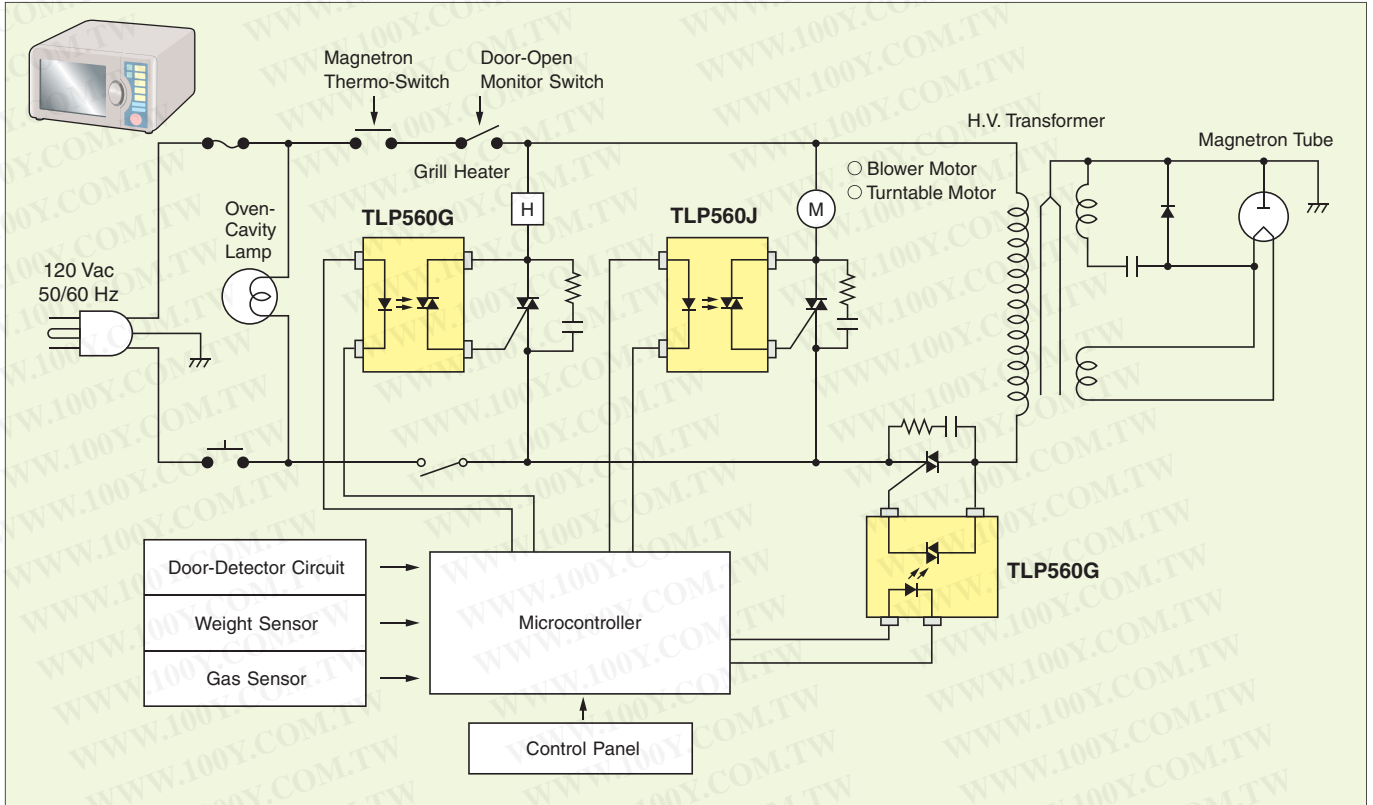 Magnetron
Thermo-Switch
Door-Open
Monitor Switch
H.V. Transformer
Magnetron Tube
Grill Heater
Blower Motor
Turntable Motor
Oven-
Cavity
Lamp
TLP560G
H
TLP560J
M
120 Vac
50/60 Hz
TLP560G
Door-Detector Circuit
Weight Sensor
Gas Sensor
Microcontroller
Control Panel
WWW.100Y.COM.TW